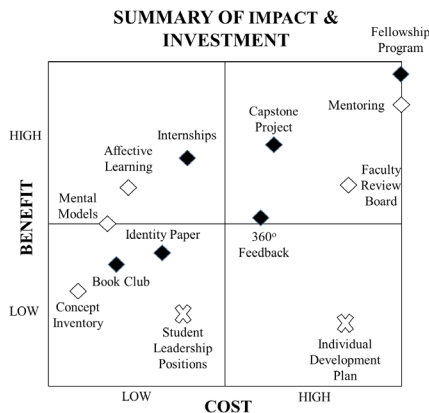 SUMMARY OF IMPACT &
INVESTMENT
Fellowship
Program
Mentoring
Capstone
Project
HIGH
Internships
Affective
Learning
Faculty
Review
Board
Mental
Models
BENEFIT
Identity Paper
360º
Feedback
Book Club
Concept
Inventory
LOW
Student
Leadership
Positions
Individual
Development
Plan
LOW
HIGH
COST